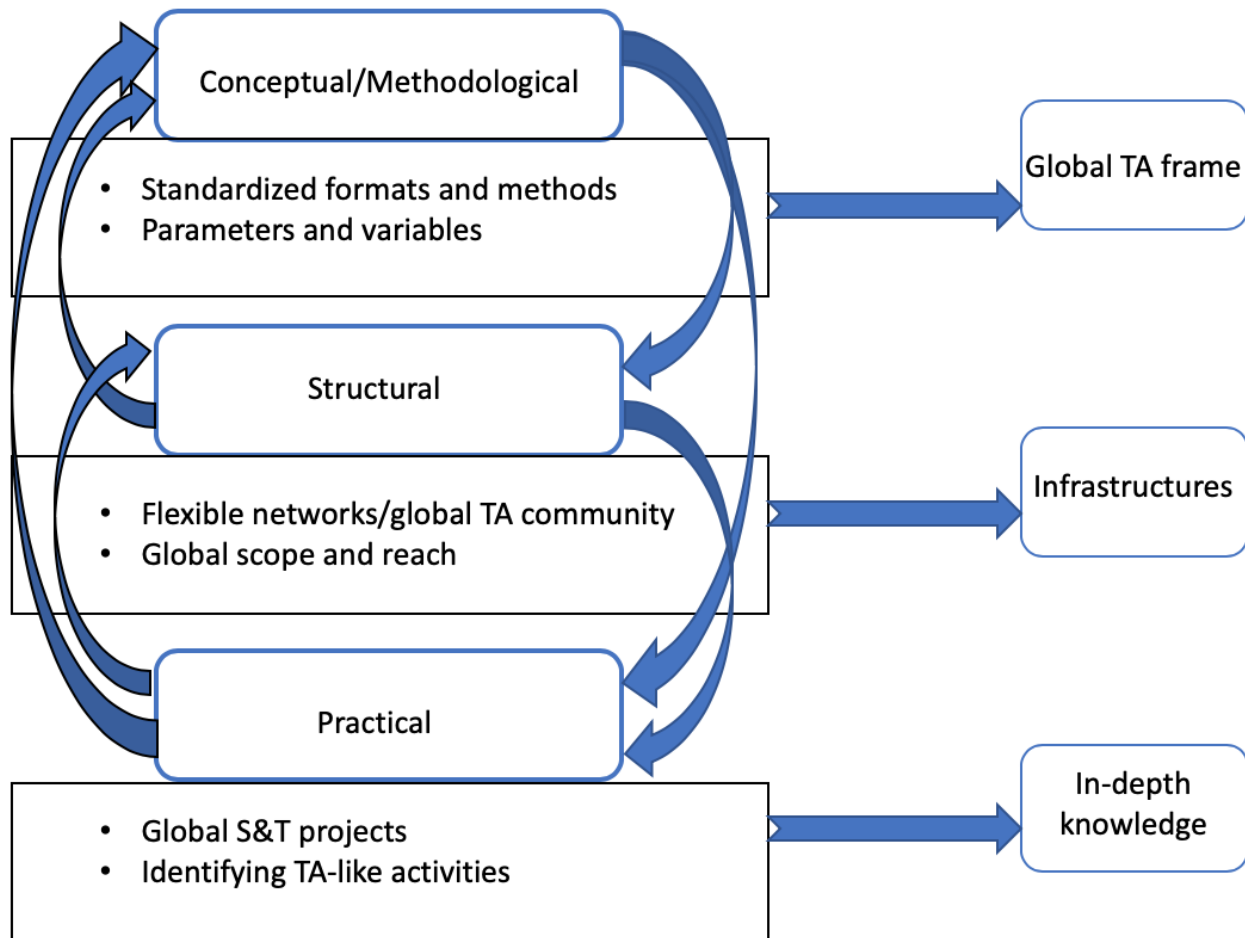 Conceptual/Methodological
• Standardized formats and methods
• Parameters and variables
Global TA frame
Structural
• Flexible networks/global TA community
• Global scope and reach
Infrastructures
Practical
• Global S&T projects
• Identifying TA-like activities
In-depth
knowledge